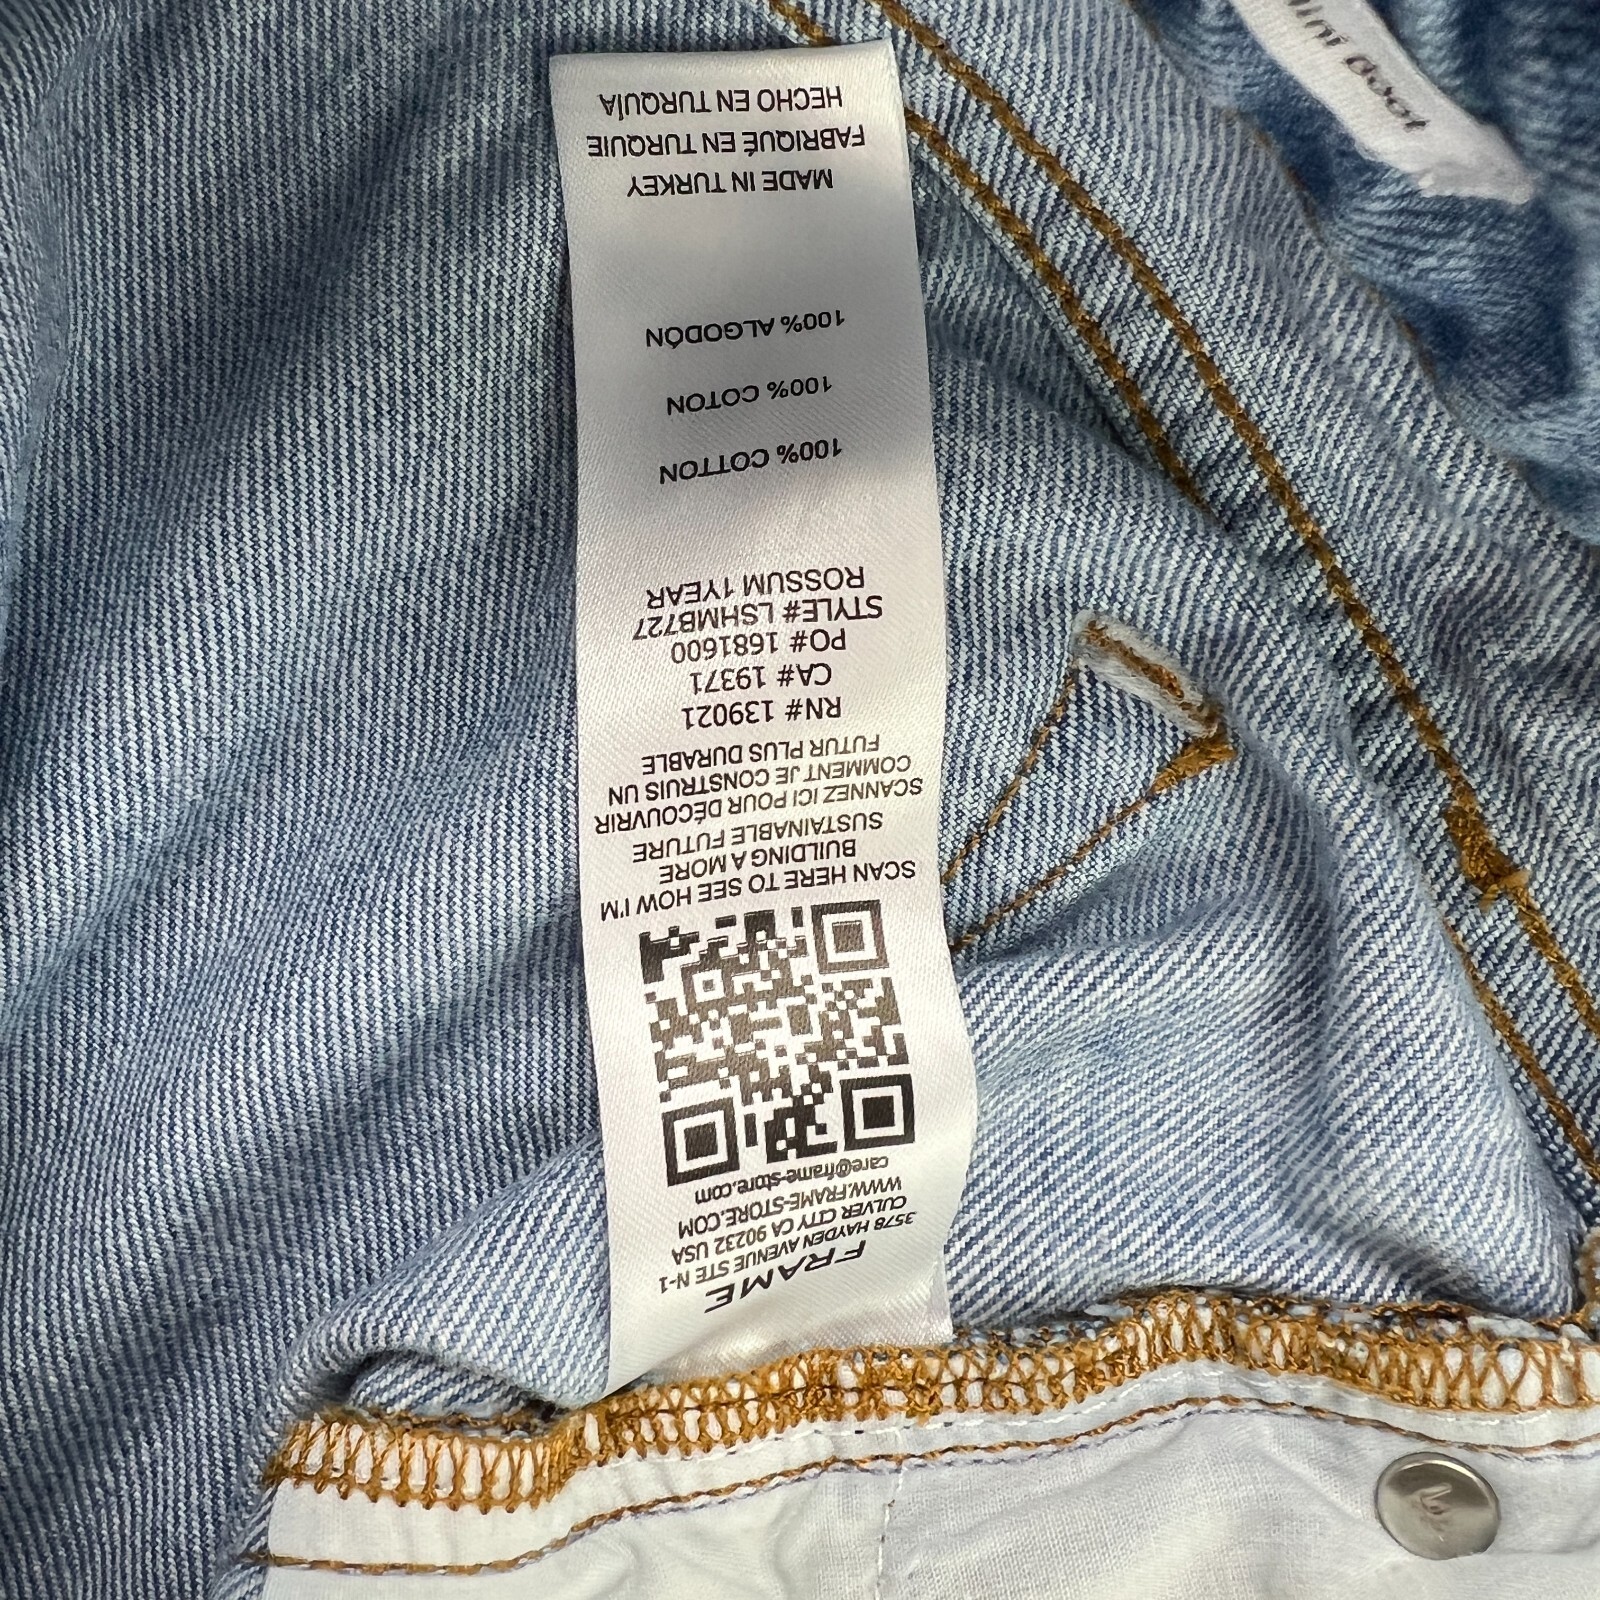 FRAME
3578 HAYDEN AVENUE STE N-1
CULVER CITY CA 90232 USA
WWW.FRAME-STORE.COM
care@frame-store.com
SCAN HERE TO SEE HOW I'M
BUILDING A MORE
SUSTAINABLE FUTURE
SCANNEZ ICI POUR DÉCOUVRIR
COMMENT JE CONSTRUIS UN
FUTUR PLUS DURABLE
RN# 139021
CA# 19371
PO# 1681600
STYLE# LSHMB727
ROSSUM 1YEAR
100% COTTON
100% COTON
100% ALGODÓN
MADE IN TURKEY
FABRIQUÉ EN TURQUIE
HECHO EN TURQUÍA
Mini Boot